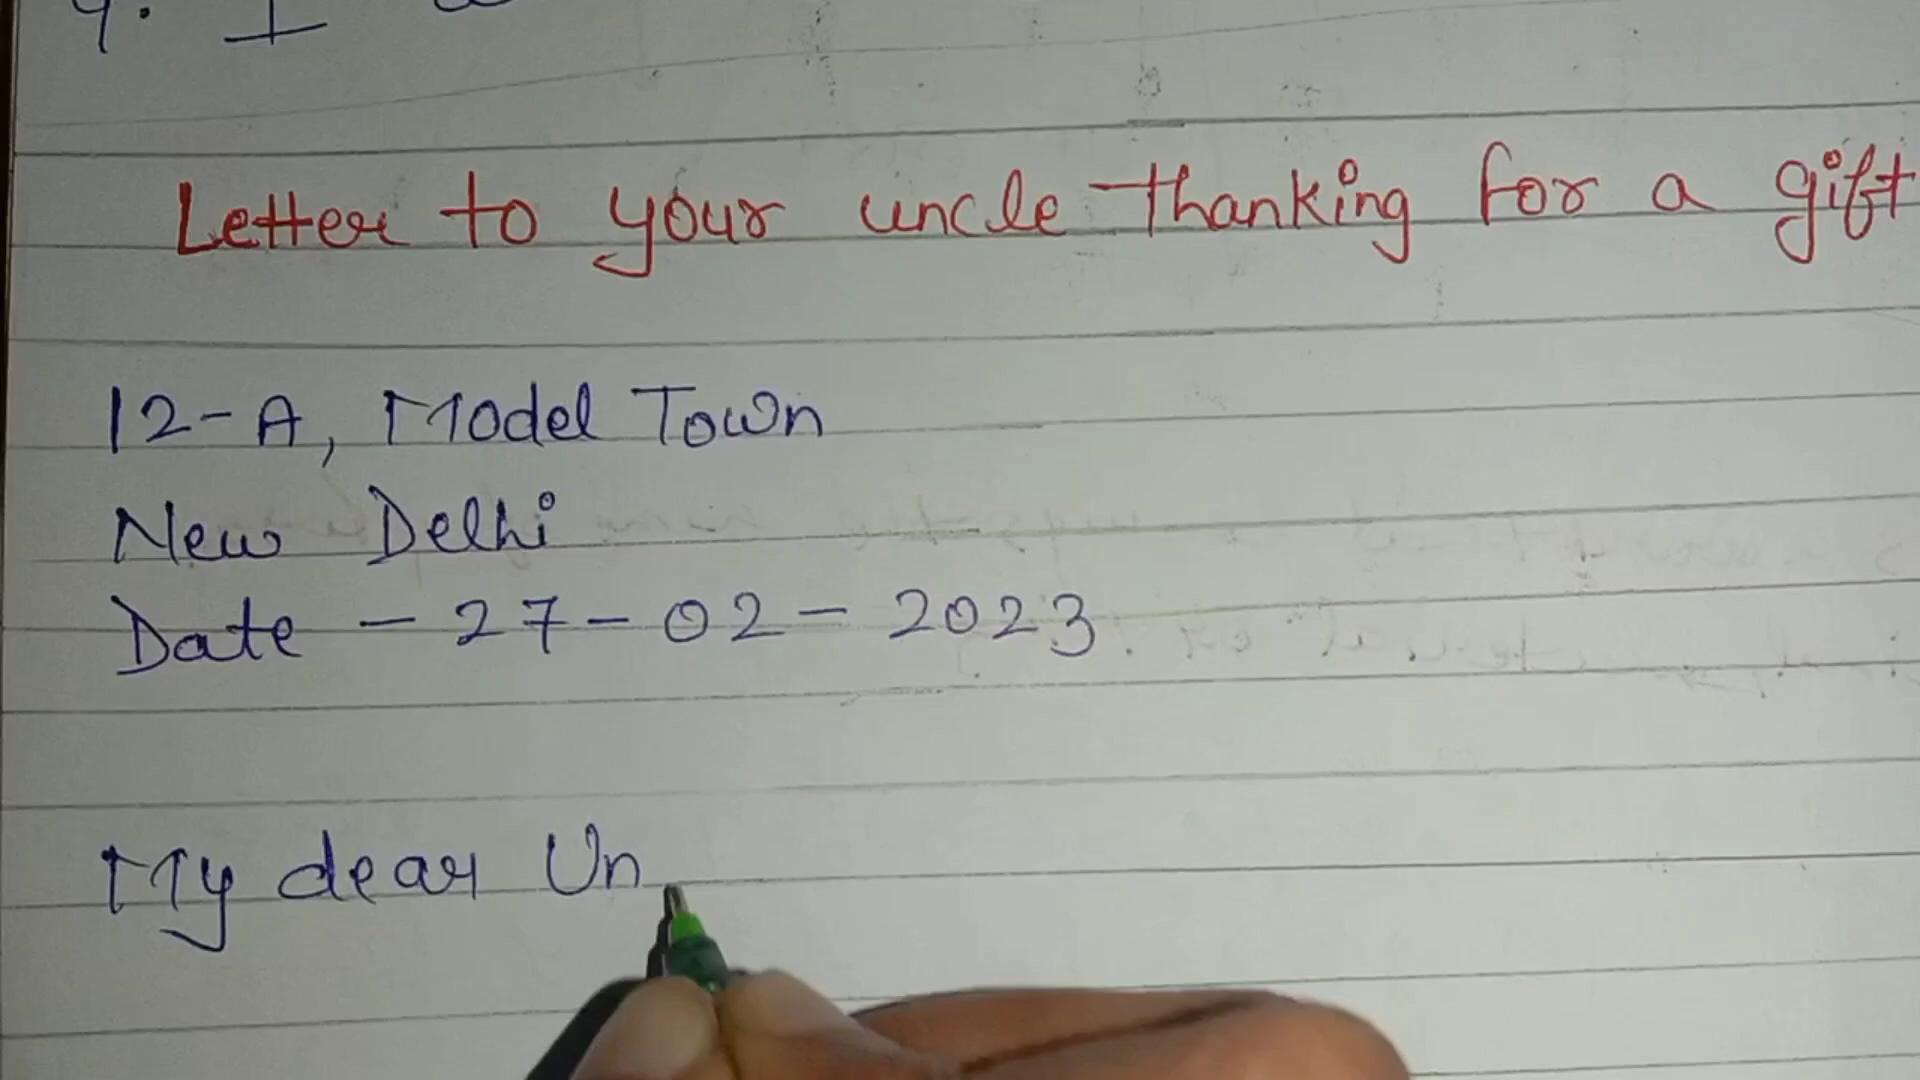 9. I
Letter to your uncle thanking for a gift
12-A, Model Town
New Delhi
Date - 27-02-2023
My dear Un